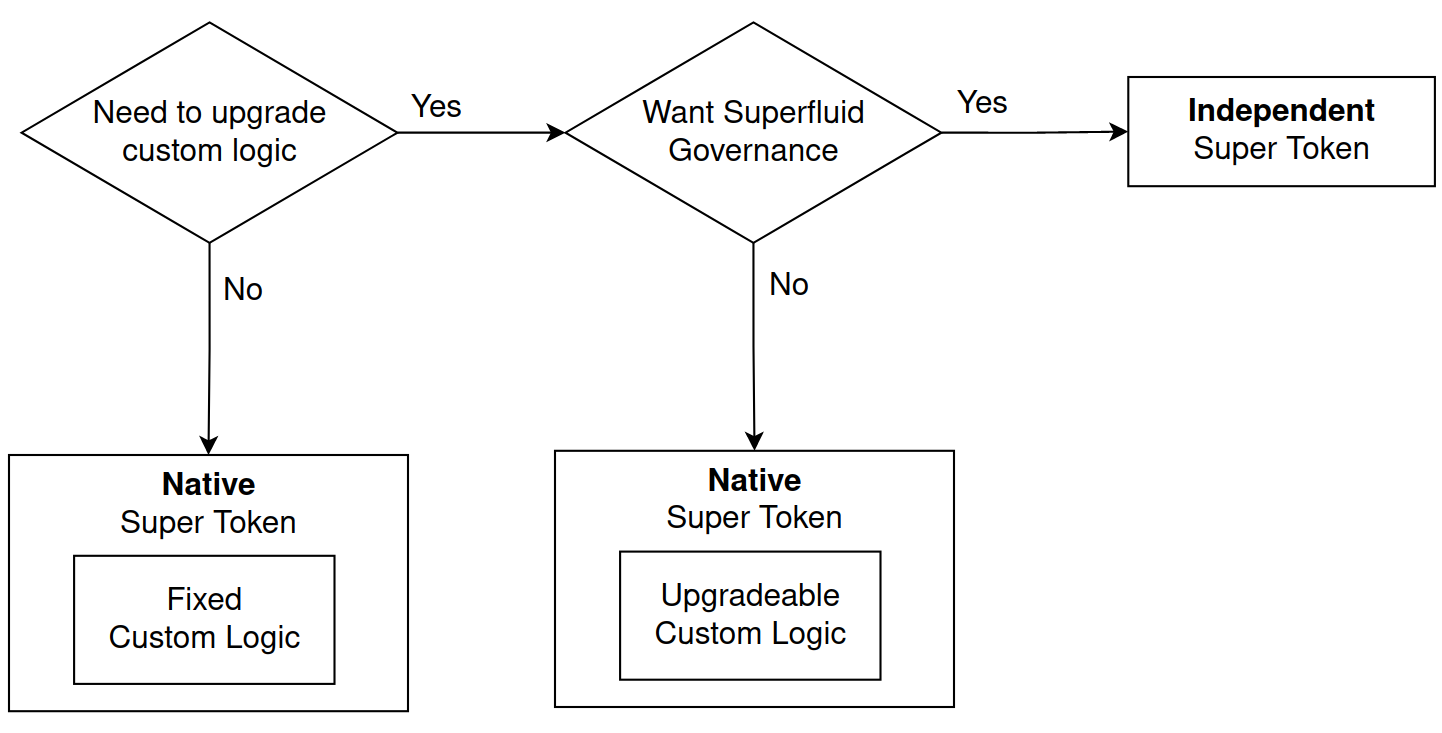 Need to upgrade
custom logic
Yes
Want Superfluid
Governance
Yes
Independent
Super Token
No
No
Native
Super Token
Fixed
Custom Logic
Native
Super Token
Upgradeable
Custom Logic